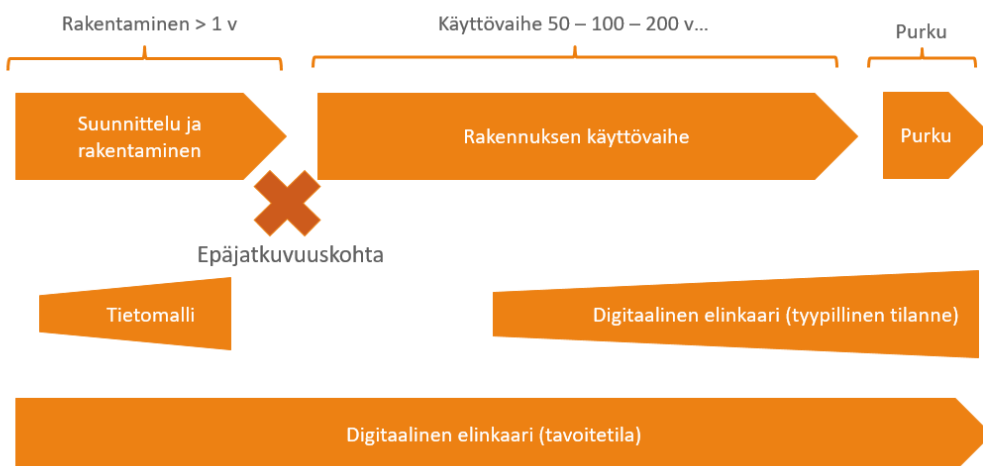 Rakentaminen > 1 v
Käyttövaihe 50 – 100 – 200 v...
Purku
Suunnittelu ja
rakentaminen
Rakennuksen käyttövaihe
Purku
Epäjatkuvuuskohta
Tietomalli
Digitaalinen elinkaari (tyypillinen tilanne)
Digitaalinen elinkaari (tavoitetila)